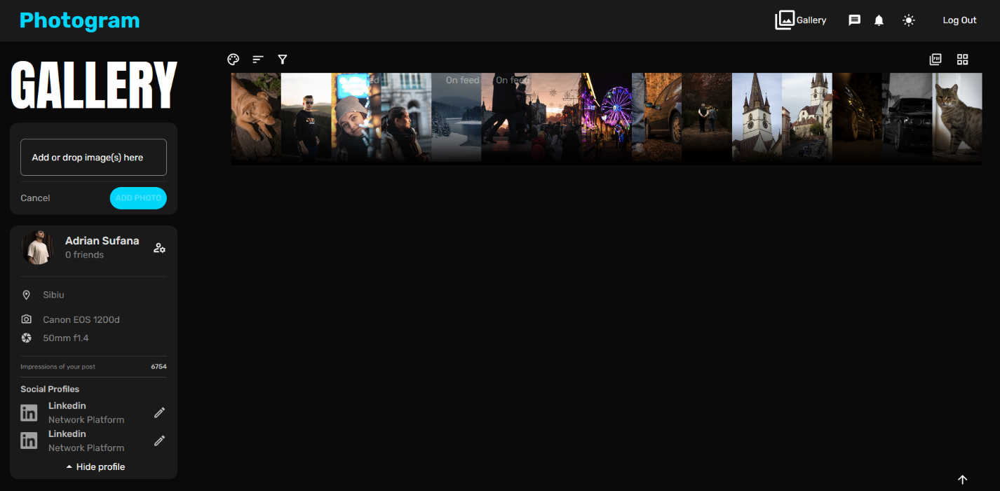 Photogram
Gallery
Log Out
GALLERY
On feed
On feed
Add or drop image(s) here
Cancel
ADD PHOTO
Adrian Sufana
0 friends
Sibiu
Canon EOS 1200d
50mm f1.4
Impressions of your post 6754
Social Profiles
Linkedin
Network Platform
Linkedin
Network Platform
Hide profile